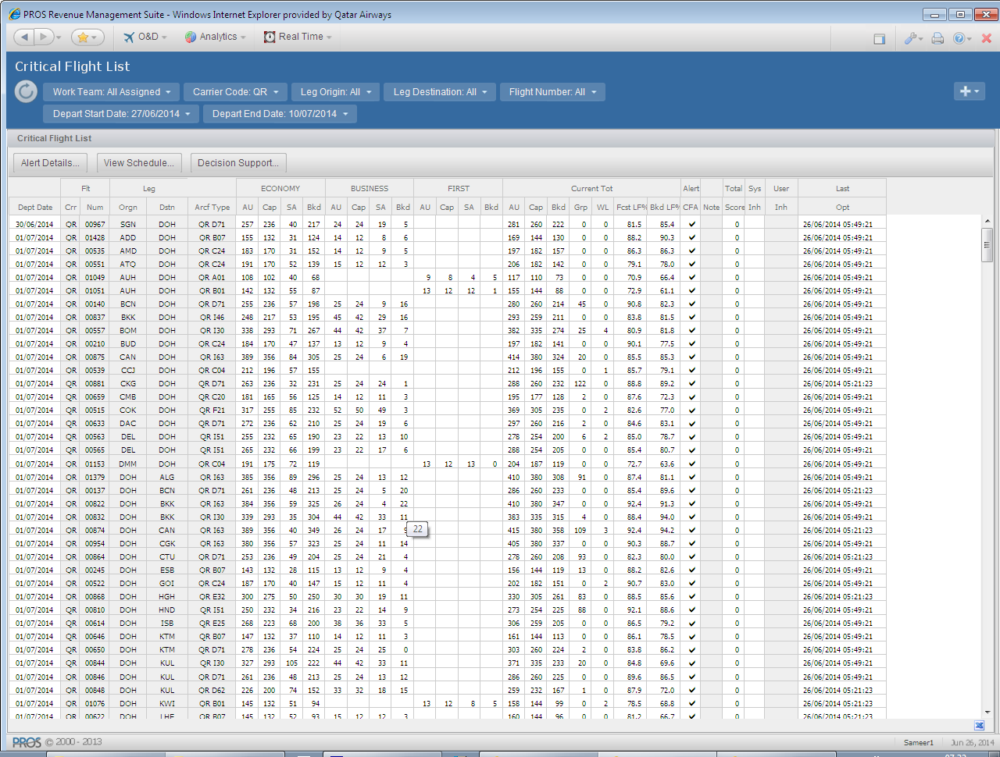 PROS Revenue Management Suite - Windows Internet Explorer provided by Qatar Airways
O&D Analytics Real Time
Critical Flight List
Work Team: All Assigned Carrier Code: QR Leg Origin: All Leg Destination: All Flight Number: All
Depart Start Date: 27/06/2014 Depart End Date: 10/07/2014
Critical Flight List
Alert Details... View Schedule... Decision Support...
Flt Leg ECONOMY BUSINESS FIRST Current Tot Alert Total Sys User Last
Dept Date Crr Num Orgn Dstn Arcf Type AU Cap SA Bkd AU Cap SA Bkd AU Cap SA Bkd AU Cap Bkd Grp WL Fcst LF% Bkd LF% CFA Note Score Inh Inh Opt
30/06/2014 QR 00967 SGN DOH QR D71 257 236 40 217 24 24 19 5 281 260 222 0 0 81.5 85.4 ✔ 0 26/06/2014 05:49:21
01/07/2014 QR 01428 ADD DOH QR B07 155 132 31 124 14 12 8 6 169 144 130 0 0 88.2 90.3 ✔ 0 26/06/2014 05:49:21
01/07/2014 QR 00535 AMD DOH QR C24 183 170 31 152 14 12 9 5 197 182 157 0 0 86.3 86.3 ✔ 0 26/06/2014 05:49:21
01/07/2014 QR 00551 ATQ DOH QR C24 191 170 52 139 15 12 12 3 206 182 142 0 0 79.1 78.0 ✔ 0 26/06/2014 05:49:21
01/07/2014 QR 01049 AUH DOH QR A01 108 102 40 68 9 8 4 5 117 110 73 0 0 70.9 66.4 ✔ 0 26/06/2014 05:49:21
01/07/2014 QR 01051 AUH DOH QR B01 142 132 55 87 13 12 12 1 155 144 88 0 0 72.9 61.1 ✔ 0 26/06/2014 05:49:21
01/07/2014 QR 00140 BCN DOH QR D71 255 236 57 198 25 24 9 16 280 260 214 45 0 90.8 82.3 ✔ 0 26/06/2014 05:49:21
01/07/2014 QR 00837 BKK DOH QR I46 248 217 53 195 45 42 29 16 293 259 211 0 0 83.8 81.5 ✔ 0 26/06/2014 05:49:21
01/07/2014 QR 00557 BOM DOH QR I30 338 293 71 267 44 42 37 7 382 335 274 25 4 80.9 81.8 ✔ 0 26/06/2014 05:49:21
01/07/2014 QR 00210 BUD DOH QR C24 184 170 47 137 13 12 9 4 197 182 141 0 0 90.1 77.5 ✔ 0 26/06/2014 05:49:21
01/07/2014 QR 00875 CAN DOH QR I63 389 356 84 305 25 24 6 19 414 380 324 20 0 85.5 85.3 ✔ 0 26/06/2014 05:49:21
01/07/2014 QR 00539 CCJ DOH QR C04 212 196 57 155 212 196 155 0 1 85.7 79.1 ✔ 0 26/06/2014 05:49:21
01/07/2014 QR 00881 CKG DOH QR D71 263 236 32 231 25 24 24 1 288 260 232 122 0 88.8 89.2 ✔ 0 26/06/2014 05:21:23
01/07/2014 QR 00659 CMB DOH QR C20 181 165 56 125 14 12 11 3 195 177 128 2 0 87.6 72.3 ✔ 0 26/06/2014 05:49:21
01/07/2014 QR 00515 COK DOH QR F21 317 255 85 232 52 50 49 3 369 305 235 0 2 82.6 77.0 ✔ 0 26/06/2014 05:49:21
01/07/2014 QR 00633 DAC DOH QR D71 272 236 62 210 25 24 19 6 297 260 216 2 0 84.6 83.1 ✔ 0 26/06/2014 05:49:21
01/07/2014 QR 00563 DEL DOH QR I51 255 232 65 190 23 22 13 10 278 254 200 6 2 85.0 78.7 ✔ 0 26/06/2014 05:49:21
01/07/2014 QR 00565 DEL DOH QR I51 265 232 66 199 23 22 17 6 288 254 205 0 0 85.4 80.7 ✔ 0 26/06/2014 05:49:21
01/07/2014 QR 01153 DMM DOH QR C04 191 175 72 119 13 12 13 0 204 187 119 0 0 72.7 63.6 ✔ 0 26/06/2014 05:49:21
01/07/2014 QR 01379 DOH ALG QR I63 385 356 89 296 25 24 13 12 410 380 308 91 0 87.4 81.1 ✔ 0 26/06/2014 05:49:21
01/07/2014 QR 00137 DOH BCN QR D71 261 236 48 213 25 24 5 20 286 260 233 0 0 85.4 89.6 ✔ 0 26/06/2014 05:21:23
01/07/2014 QR 00822 DOH BKK QR I63 384 356 59 325 26 24 4 22 410 380 347 0 0 92.4 91.3 ✔ 0 26/06/2014 05:49:21
01/07/2014 QR 00832 DOH BKK QR I30 339 293 35 304 44 42 33 11 383 335 315 4 0 88.4 94.0 ✔ 0 26/06/2014 05:49:21
01/07/2014 QR 00874 DOH CAN QR I63 389 356 40 349 26 24 17 9 22 415 380 358 109 3 92.4 94.2 ✔ 0 26/06/2014 05:21:23
01/07/2014 QR 00954 DOH CGK QR I63 380 356 57 323 25 24 11 14 405 380 337 0 0 90.3 88.7 ✔ 0 26/06/2014 05:49:21
01/07/2014 QR 00864 DOH CTU QR D71 253 236 49 204 25 24 21 4 278 260 208 93 0 82.3 80.0 ✔ 0 26/06/2014 05:21:23
01/07/2014 QR 00245 DOH ESB QR B07 143 132 28 115 13 12 9 4 156 144 119 13 0 88.2 82.6 ✔ 0 26/06/2014 05:49:21
01/07/2014 QR 00522 DOH GOI QR C24 187 170 40 147 15 12 11 4 202 182 151 0 2 90.7 83.0 ✔ 0 26/06/2014 05:49:21
01/07/2014 QR 00868 DOH HGH QR E32 300 275 50 250 30 30 19 11 330 305 261 83 0 88.5 85.6 ✔ 0 26/06/2014 05:21:23
01/07/2014 QR 00810 DOH HND QR I51 250 232 34 216 23 22 14 9 273 254 225 88 0 92.1 88.6 ✔ 0 26/06/2014 05:49:21
01/07/2014 QR 00614 DOH ISB QR E25 268 223 68 200 38 36 33 5 306 259 205 0 0 86.5 79.2 ✔ 0 26/06/2014 05:49:21
01/07/2014 QR 00646 DOH KTM QR B07 147 132 37 110 14 12 11 3 161 144 113 0 0 86.1 78.5 ✔ 0 26/06/2014 05:49:21
01/07/2014 QR 00650 DOH KTM QR D71 278 236 54 224 25 24 25 0 303 260 224 2 0 83.8 86.2 ✔ 0 26/06/2014 05:49:21
01/07/2014 QR 00844 DOH KUL QR I30 327 293 105 222 44 42 33 11 371 335 233 20 0 84.8 69.6 ✔ 0 26/06/2014 05:49:21
01/07/2014 QR 00846 DOH KUL QR D71 261 236 48 213 25 24 13 12 286 260 225 0 0 89.6 86.5 ✔ 0 26/06/2014 05:49:21
01/07/2014 QR 00848 DOH KUL QR D62 226 200 74 152 33 32 18 15 259 232 167 1 0 87.9 72.0 ✔ 0 26/06/2014 05:21:23
01/07/2014 QR 01076 DOH KWI QR B01 145 132 51 94 13 12 8 5 158 144 99 0 2 78.5 68.8 ✔ 0 26/06/2014 05:21:23
01/07/2014 QR 00622 DOH LHE QR B07 145 132 52 93 15 12 12 3 160 144 96 0 0 81.2 66.7 ✔ 0 26/06/2014 05:49:21
PROS © 2000 - 2013 Sameer1 Jun 26, 2014